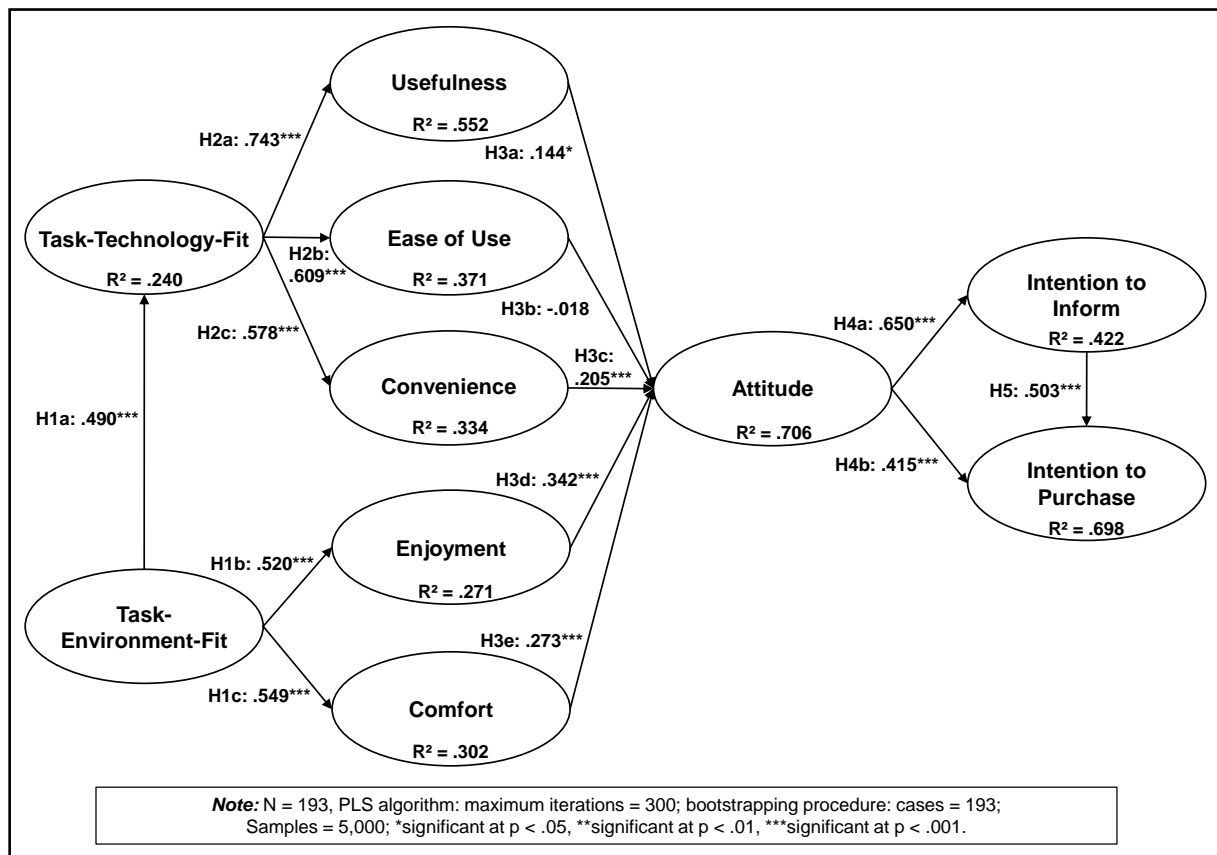 Usefulness
R² = .552
H2a: .743***
H3a: .144*
Task-Technology-Fit
R² = .240
H2b:
.609***
Ease of Use
R² = .371
H3b: -.018
H2c: .578***
Intention to
Inform
R² = .422
H4a: .650***
H3c:
.205***
Convenience
R² = .334
Attitude
R² = .706
H1a: .490***
H5: .503***
H4b: .415***
Intention to
Purchase
R² = .698
H3d: .342***
Enjoyment
R² = .271
H1b: .520***
Task-
Environment-Fit
H3e: .273***
H1c: .549***
Comfort
R² = .302
Note: N = 193, PLS algorithm: maximum iterations = 300; bootstrapping procedure: cases = 193;
Samples = 5,000; *significant at p < .05, **significant at p < .01, ***significant at p < .001.